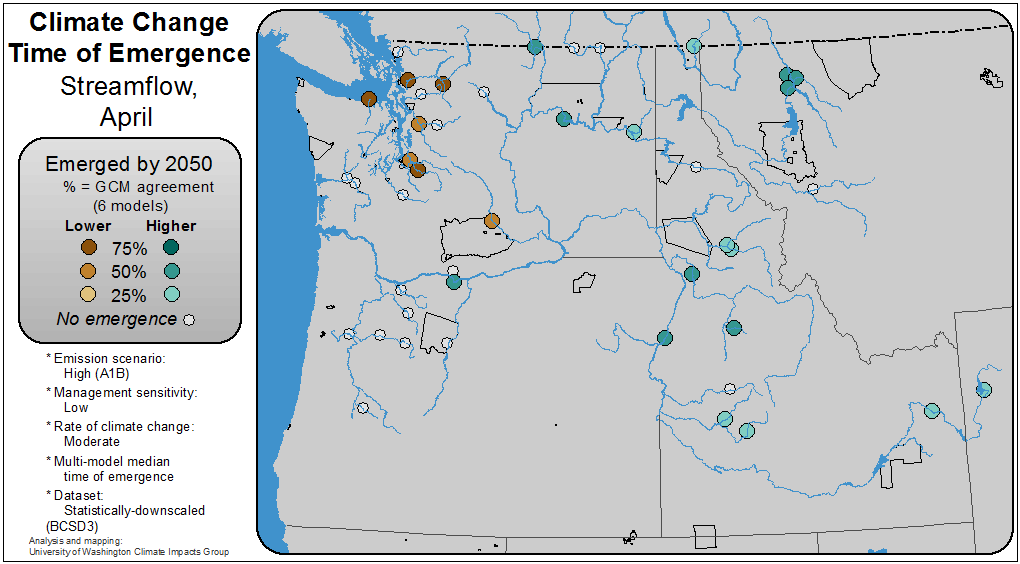 Climate Change
Time of Emergence
Streamflow,
April
Emerged by 2050
% = GCM agreement
(6 models)
Lower Higher
75%
50%
25%
No emergence
* Emission scenario:
High (A1B)
* Management sensitivity:
Low
* Rate of climate change:
Moderate
* Multi-model median
time of emergence
* Dataset:
Statistically-downscaled
(BCSD3)
Analysis and mapping:
University of Washington Climate Impacts Group